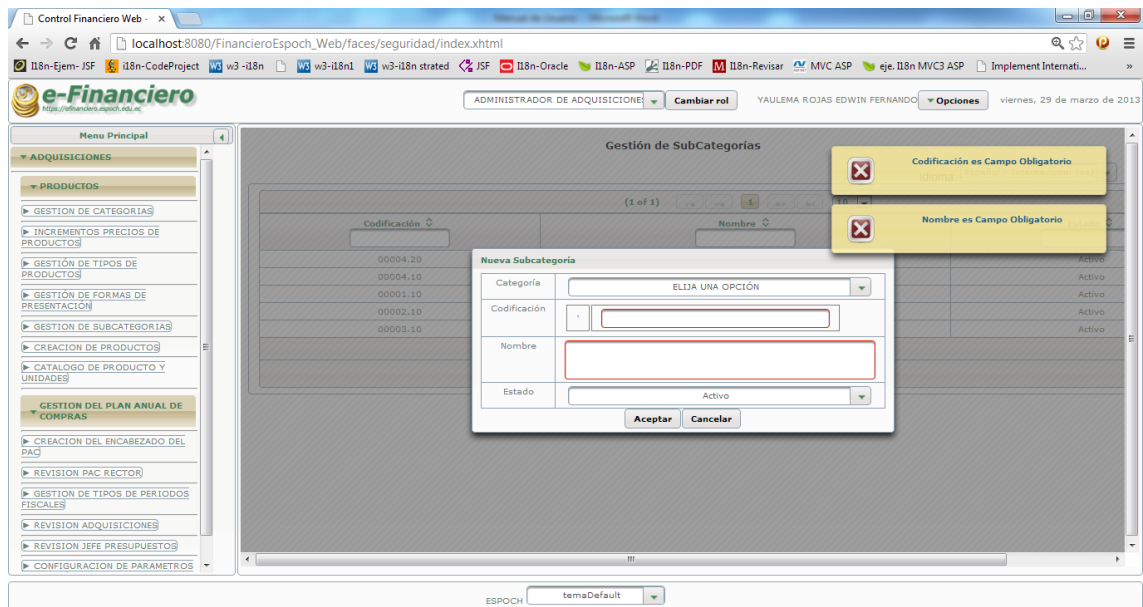 Control Financiero Web -
localhost:8080/FinancieroEspoch_Web/faces/seguridad/index.xhtml
I18n-Ejem- JSF i18n-CodeProject w3 -i18n w3-i18n1 w3-i18n strated JSF I18n-Oracle I18n-ASP I18n-PDF I18n-Revisar MVC ASP eje. I18n MVC3 ASP Implement Internati... »
e-Financiero
https://efinanciero.espoch.edu.ec
ADMINISTRADOR DE ADQUISICIONE: Cambiar rol YAULEMA ROJAS EDWIN FERNANDO Opciones viernes, 29 de marzo de 2013
Menu Principal
ADQUISICIONES
PRODUCTOS
GESTION DE CATEGORIAS
INCREMENTOS PRECIOS DE
PRODUCTOS
GESTIÓN DE TIPOS DE
PRODUCTOS
GESTIÓN DE FORMAS DE
PRESENTACIÓN
GESTION DE SUBCATEGORIAS
CREACION DE PRODUCTOS
CATALOGO DE PRODUCTO Y
UNIDADES
GESTION DEL PLAN ANUAL DE
COMPRAS
CREACION DEL ENCABEZADO DEL
PAC
REVISION PAC RECTOR
GESTION DE TIPOS DE PERIODOS
FISCALES
REVISION ADQUISICIONES
REVISION JEFE PRESUPUESTOS
CONFIGURACION DE PARAMETROS
Gestión de SubCategorías
Codificación es Campo Obligatorio
Idioma:
Nombre es Campo Obligatorio
(1 of 1) 1 10
Codificación Nombre
00004.20 Activo
00004.10 Activo
00001.10 Activo
00002.10 Activo
00003.10 Activo
Nueva Subcategoría
Categoría ELIJA UNA OPCIÓN
Codificación .
Nombre
Estado Activo
Aceptar Cancelar
ESPOCH temaDefault